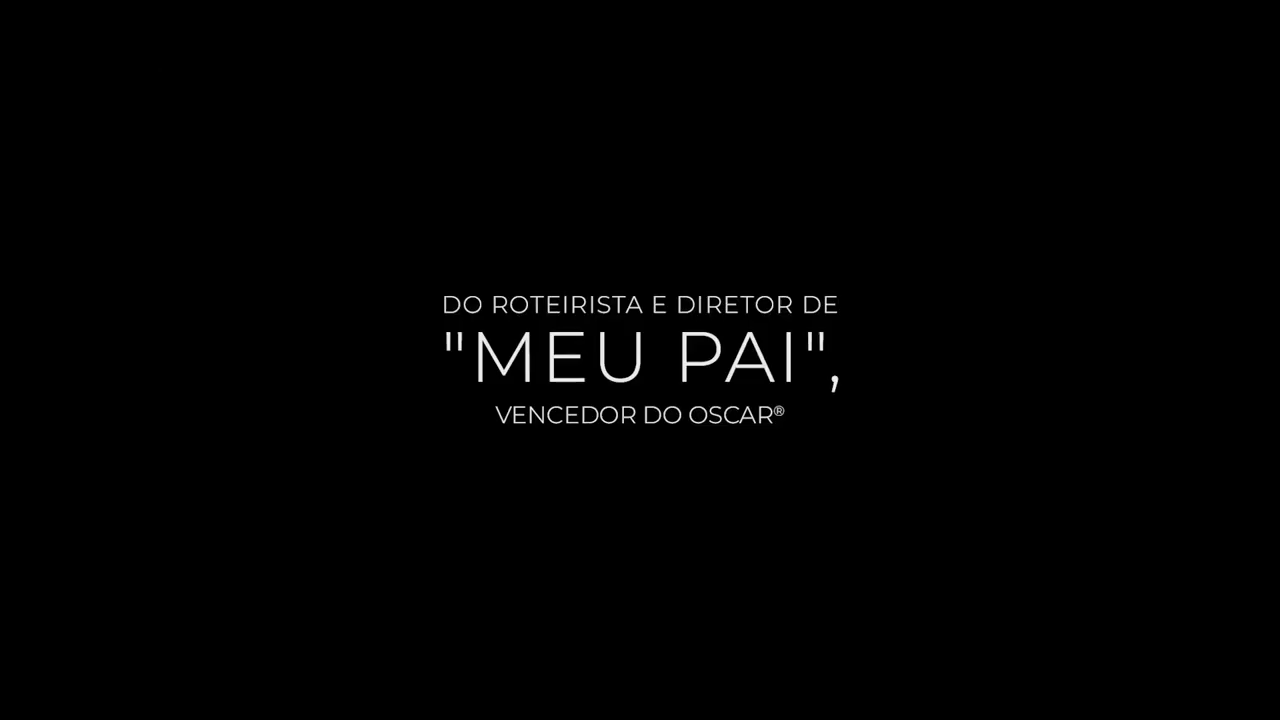 DO ROTEIRISTA E DIRETOR DE
"MEU PAI",
VENCEDOR DO OSCAR®